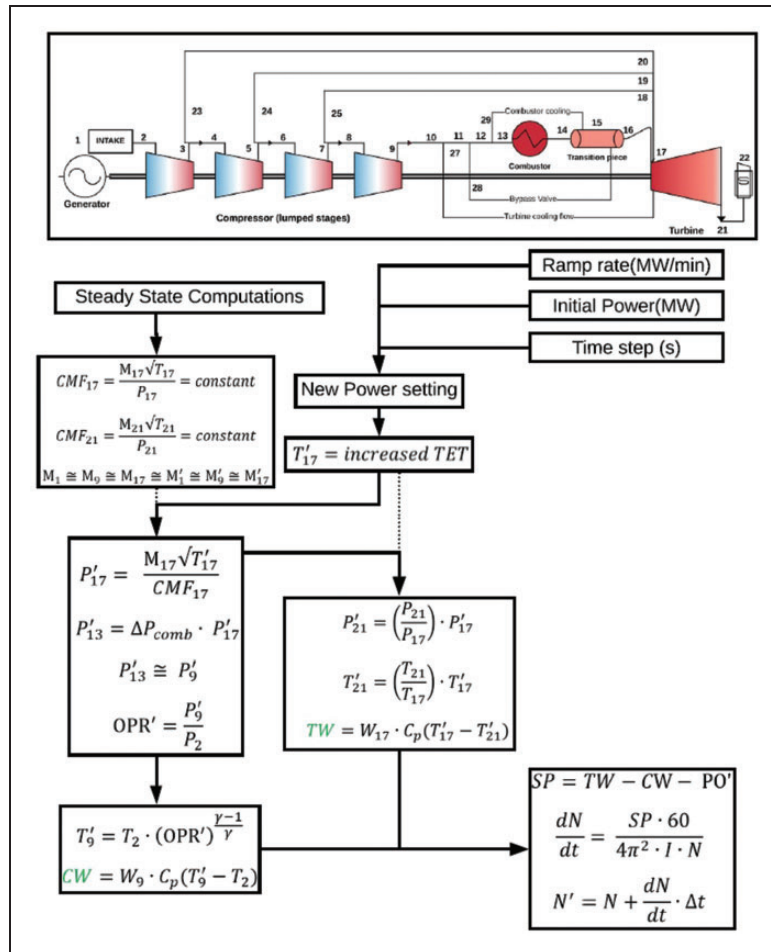 20
19
18
23
24
25
29
Combustor cooling
15
1
INTAKE
2
3
4
5
6
7
8
9
10
11
12
13
14
16
17
22
27
Combustor
Transition piece
28
Generator
Compressor (lumped stages)
Bypass Valve
Turbine cooling flow
Turbine
21
Ramp rate(MW/min)
Steady State Computations
Initial Power(MW)
Time step (s)
New Power setting
CMF₁₇ = M₁₇√T₁₇ / P₁₇ = constant
CMF₂₁ = M₂₁√T₂₁ / P₂₁ = constant
M₁ ≅ M₉ ≅ M₁₇ ≅ M′₁ ≅ M′₉ ≅ M′₁₇
T′₁₇ = increased TET
P′₁₇ = M₁₇√T′₁₇ / CMF₁₇
P′₁₃ = ΔP_comb · P′₁₇
P′₁₃ ≅ P′₉
OPR′ = P′₉ / P₂
P′₂₁ = (P₂₁ / P₁₇) · P′₁₇
T′₂₁ = (T₂₁ / T₁₇) · T′₁₇
TW = W₁₇ · Cₚ(T′₁₇ − T′₂₁)
T′₉ = T₂ · (OPR′)^((γ−1)/γ)
CW = W₉ · Cₚ(T′₉ − T₂)
SP = TW − CW − PO'
dN/dt = SP · 60 / 4π² · I · N
N′ = N + dN/dt · Δt